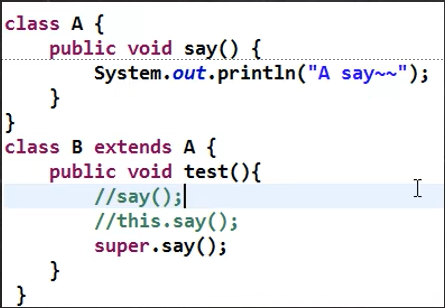 class A {
    public void say() {
        System.out.println("A say~~");
    }
}
class B extends A {
    public void test(){
        //say();
        //this.say();
        super.say();
    }
 }